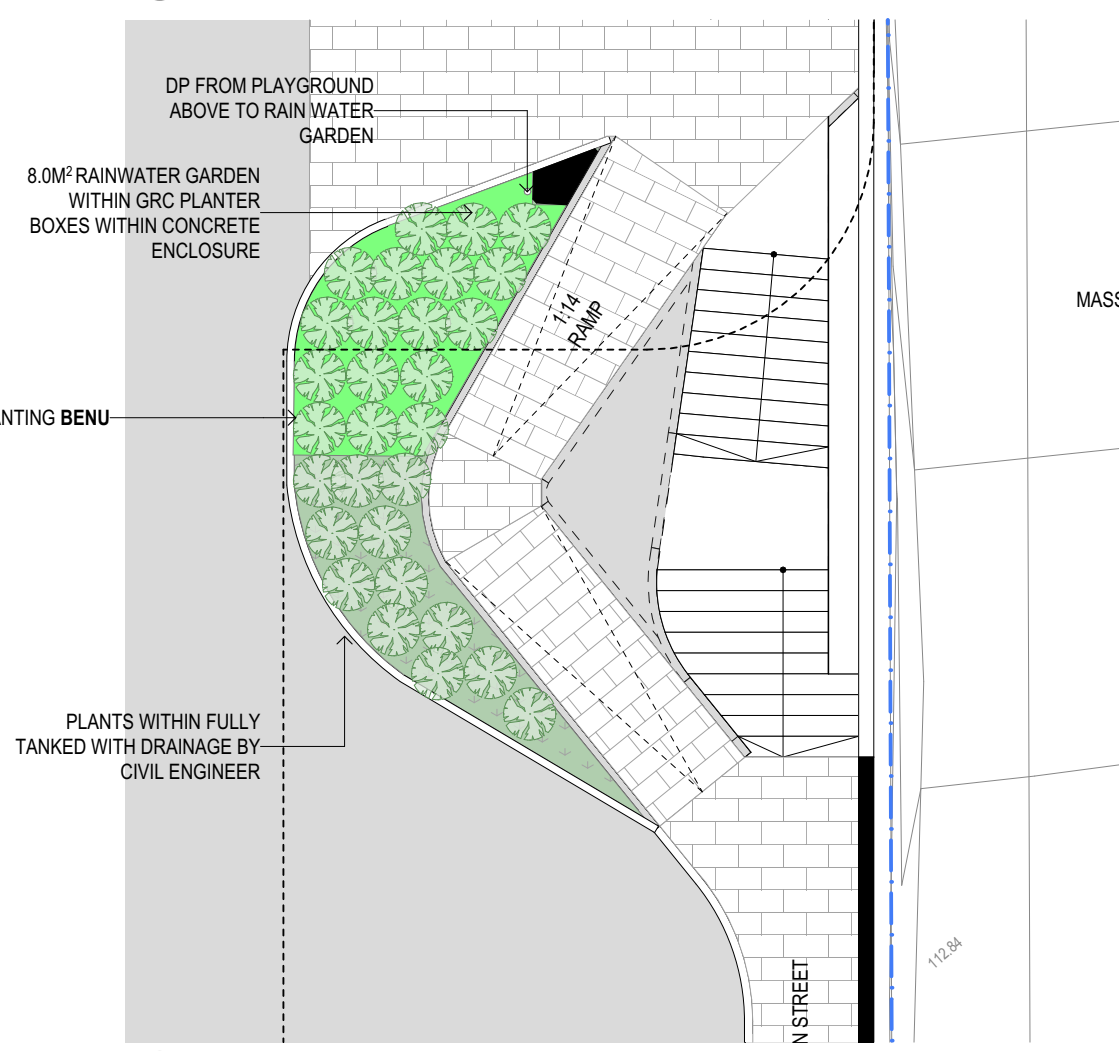 DP FROM PLAYGROUND
ABOVE TO RAIN WATER
GARDEN
8.0M² RAINWATER GARDEN
WITHIN GRC PLANTER
BOXES WITHIN CONCRETE
ENCLOSURE
1:14
RAMP
MASS
ANTING BENU
PLANTS WITHIN FULLY
TANKED WITH DRAINAGE BY
CIVIL ENGINEER
112.84
N STREET